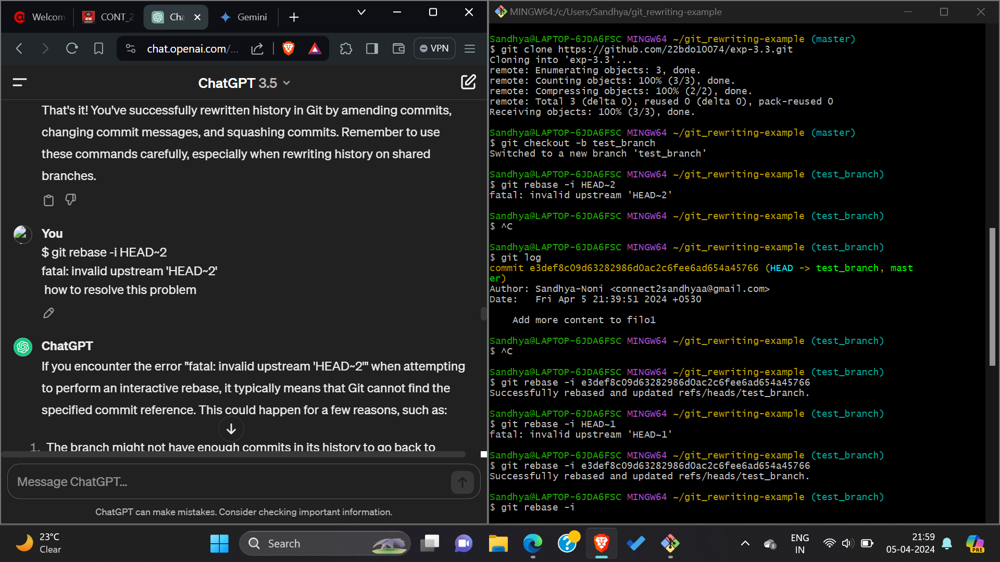 Welcom
CONT_2
Cha
Gemini
chat.openai.com/...
VPN
ChatGPT 3.5
That's it! You've successfully rewritten history in Git by amending commits,
changing commit messages, and squashing commits. Remember to use
these commands carefully, especially when rewriting history on shared
branches.
You
$ git rebase -i HEAD~2
fatal: invalid upstream 'HEAD~2'
how to resolve this problem
ChatGPT
If you encounter the error "fatal: invalid upstream 'HEAD~2'" when attempting
to perform an interactive rebase, it typically means that Git cannot find the
specified commit reference. This could happen for a few reasons, such as:
1. The branch might not have enough commits in its history to go back to
Message ChatGPT...
ChatGPT can make mistakes. Consider checking important information.
MINGW64:/c/Users/Sandhya/git_rewriting-example
Sandhya@LAPTOP-6JDA6FSC MINGW64 ~/git_rewriting-example (master)
$ git clone https://github.com/22bdo10074/exp-3.3.git
Cloning into 'exp-3.3'...
remote: Enumerating objects: 3, done.
remote: Counting objects: 100% (3/3), done.
remote: Compressing objects: 100% (2/2), done.
remote: Total 3 (delta 0), reused 0 (delta 0), pack-reused 0
Receiving objects: 100% (3/3), done.
Sandhya@LAPTOP-6JDA6FSC MINGW64 ~/git_rewriting-example (master)
$ git checkout -b test_branch
Switched to a new branch 'test_branch'
Sandhya@LAPTOP-6JDA6FSC MINGW64 ~/git_rewriting-example (test_branch)
$ git rebase -i HEAD~2
fatal: invalid upstream 'HEAD~2'
Sandhya@LAPTOP-6JDA6FSC MINGW64 ~/git_rewriting-example (test_branch)
$ ^C
Sandhya@LAPTOP-6JDA6FSC MINGW64 ~/git_rewriting-example (test_branch)
$ git log
commit e3def8c09d63282986d0ac2c6fee6ad654a45766 (HEAD -> test_branch, mast
er)
Author: Sandhya-Noni <connect2sandhyaa@gmail.com>
Date:   Fri Apr 5 21:39:51 2024 +0530
Add more content to filo1
Sandhya@LAPTOP-6JDA6FSC MINGW64 ~/git_rewriting-example (test_branch)
$ ^C
Sandhya@LAPTOP-6JDA6FSC MINGW64 ~/git_rewriting-example (test_branch)
$ git rebase -i e3def8c09d63282986d0ac2c6fee6ad654a45766
Successfully rebased and updated refs/heads/test_branch.
Sandhya@LAPTOP-6JDA6FSC MINGW64 ~/git_rewriting-example (test_branch)
$ git rebase -i HEAD~1
fatal: invalid upstream 'HEAD~1'
Sandhya@LAPTOP-6JDA6FSC MINGW64 ~/git_rewriting-example (test_branch)
$ git rebase -i e3def8c09d63282986d0ac2c6fee6ad654a45766
Successfully rebased and updated refs/heads/test_branch.
Sandhya@LAPTOP-6JDA6FSC MINGW64 ~/git_rewriting-example (test_branch)
$ git rebase -i
23°C
Clear
Search
ENG
IN
21:59
05-04-2024
PRE